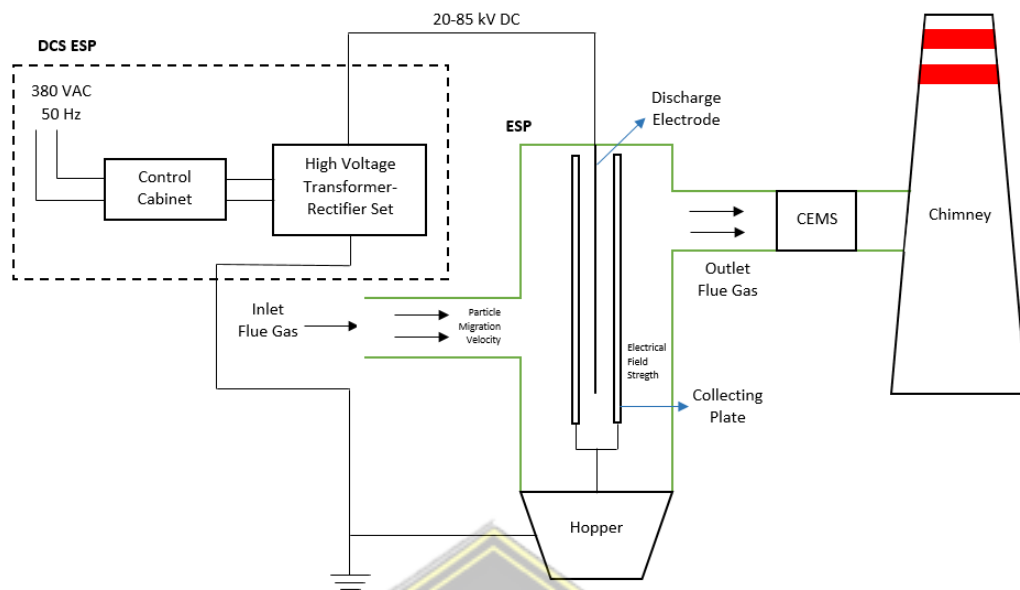 20-85 kV DC
DCS ESP
380 VAC
50 Hz
Control
Cabinet
High Voltage
Transformer-
Rectifier Set
ESP
Discharge
Electrode
CEMS
Chimney
Outlet
Flue Gas
Inlet
Flue Gas
Particle
Migration
Velocity
Electrical
Field
Stregth
Collecting
Plate
Hopper